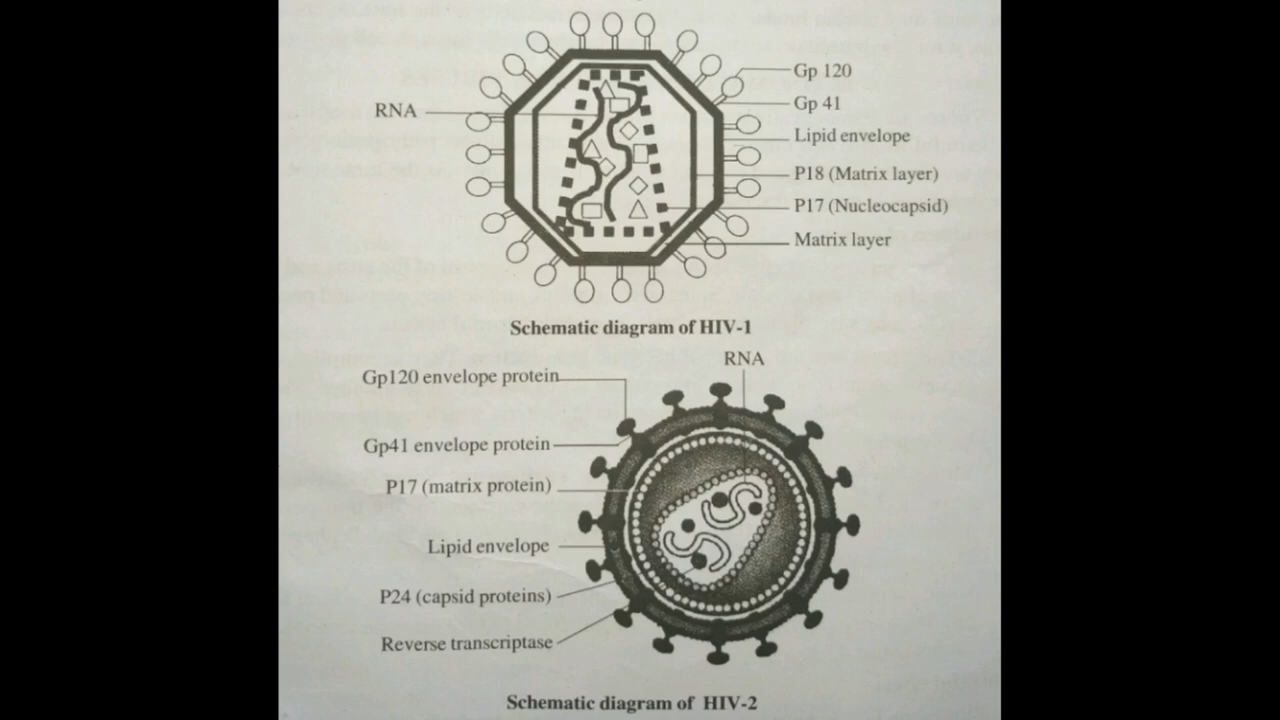 RNA
Gp 120
Gp 41
Lipid envelope
P18 (Matrix layer)
P17 (Nucleocapsid)
Matrix layer
Schematic diagram of HIV-1
RNA
Gp120 envelope protein
Gp41 envelope protein
P17 (matrix protein)
Lipid envelope
P24 (capsid proteins)
Reverse transcriptase
Schematic diagram of HIV-2